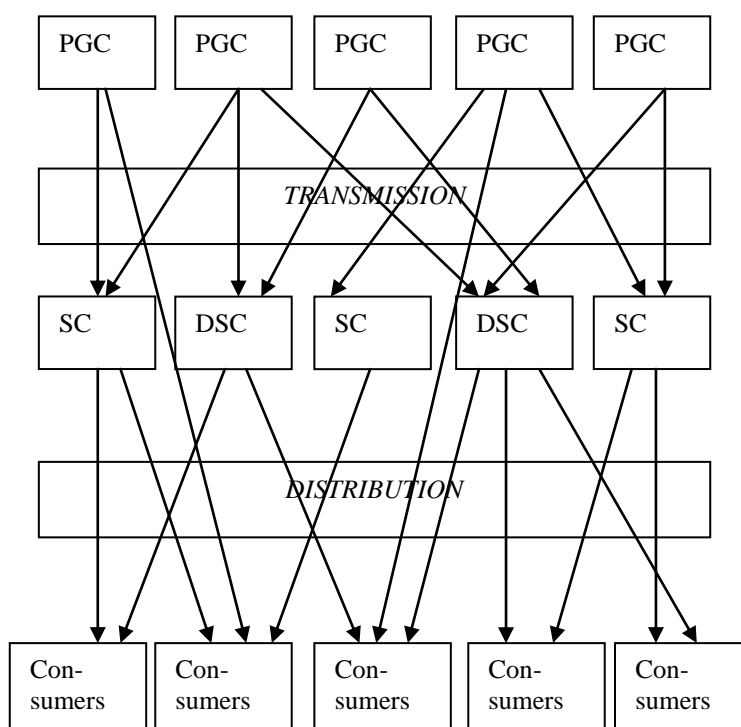 PGC PGC PGC PGC PGC
TRANSMISSION
SC DSC SC DSC SC
DISTRIBUTION
Con- Con- Con- Con- Con-
sumers sumers sumers sumers sumers